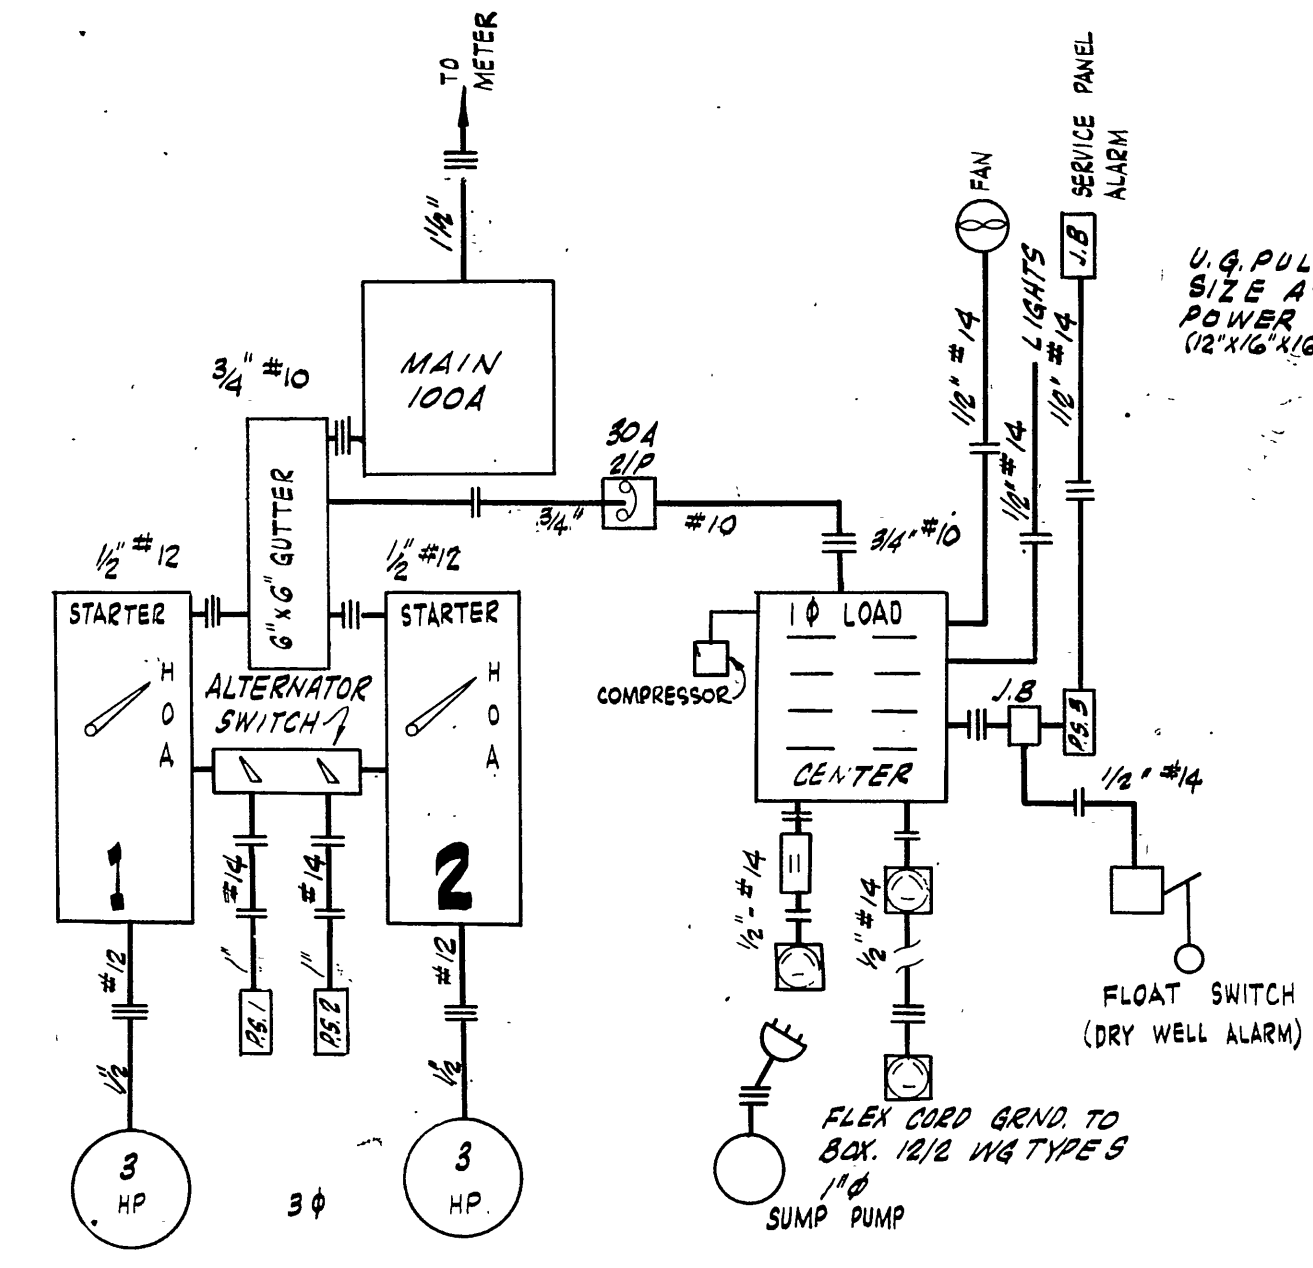 TO
METER
1½"
MAIN
100A
3/4" #10
6"x6" GUTTER
30A
2/P
3/4"
#10
3/4" #10
½" #12
½" #12
STARTER
H
O
A
1
STARTER
H
O
A
2
ALTERNATOR
SWITCH
#14
1"
#14
1"
P.S. 1
P.S. 2
#12
½"
#12
½"
3
HP
3
HP
3 ϕ
FAN
1/2" #14
LIGHTS
1/2" #14
SERVICE PANEL
ALARM
J.B
1/2" #14
U.G. PUL
SIZE A
POWER
(12"X16"X16
1 ϕ LOAD
CENTER
COMPRESSOR
J.B
P.S. 3
1/2" #14
FLOAT SWITCH
(DRY WELL ALARM)
½" - #14
½" #14
FLEX CORD GRND. TO
BOX. 12/2 WG TYPE S
1"ϕ
SUMP PUMP